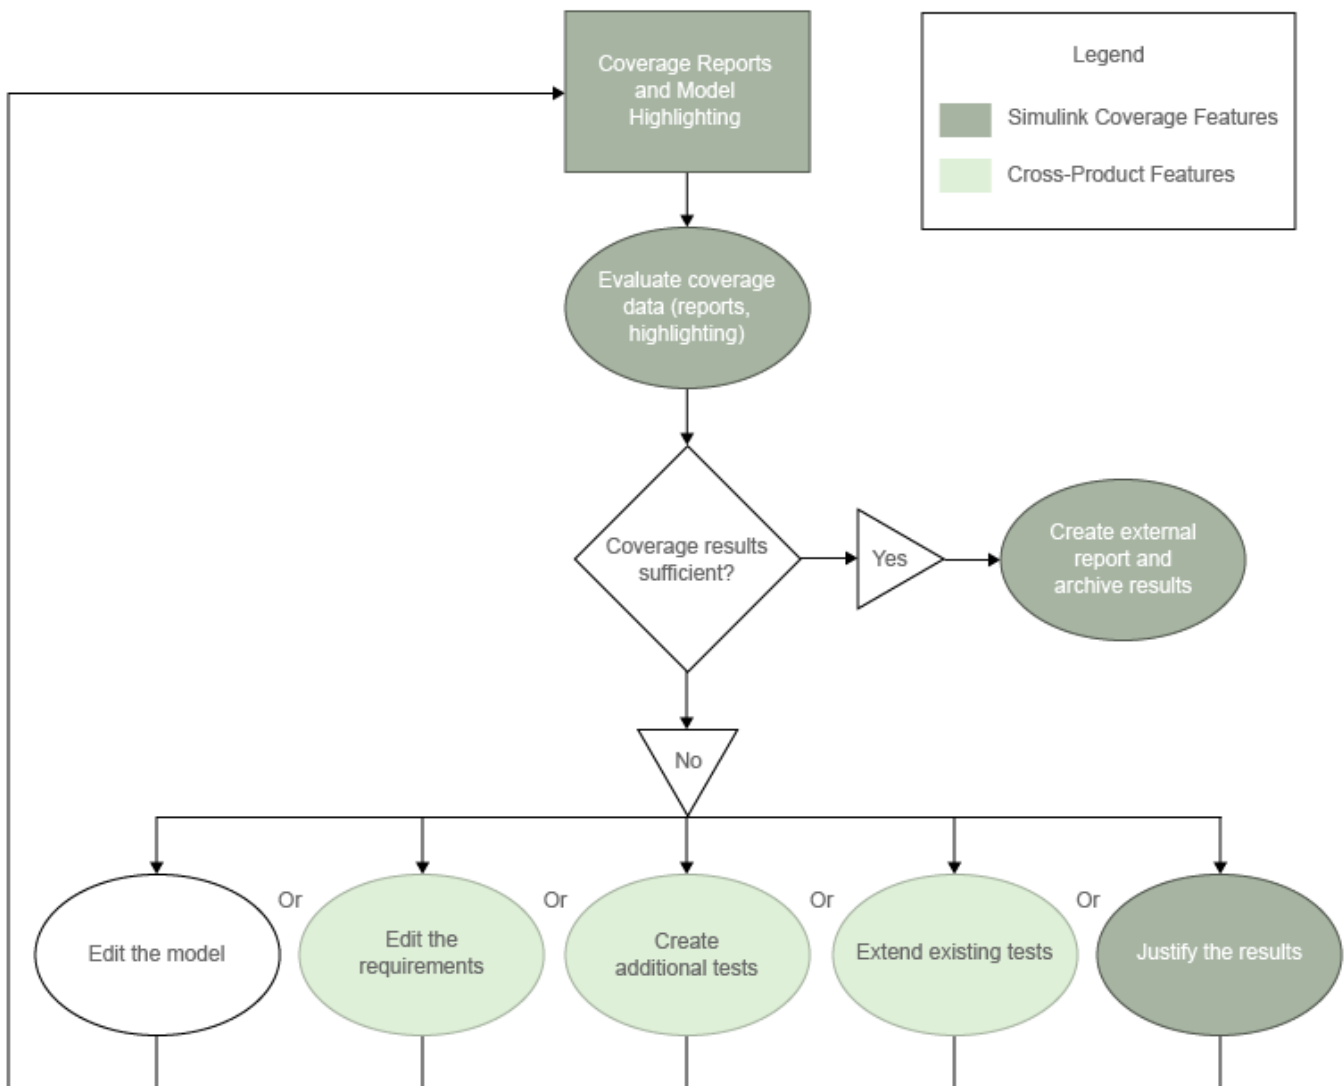 Coverage Reports
and Model
Highlighting
Legend
Simulink Coverage Features
Cross-Product Features
Evaluate coverage
data (reports,
highlighting)
Coverage results
sufficient?
Yes
Create external
report and
archive results
No
Edit the model
Or
Edit the
requirements
Or
Create
additional tests
Or
Extend existing tests
Or
Justify the results